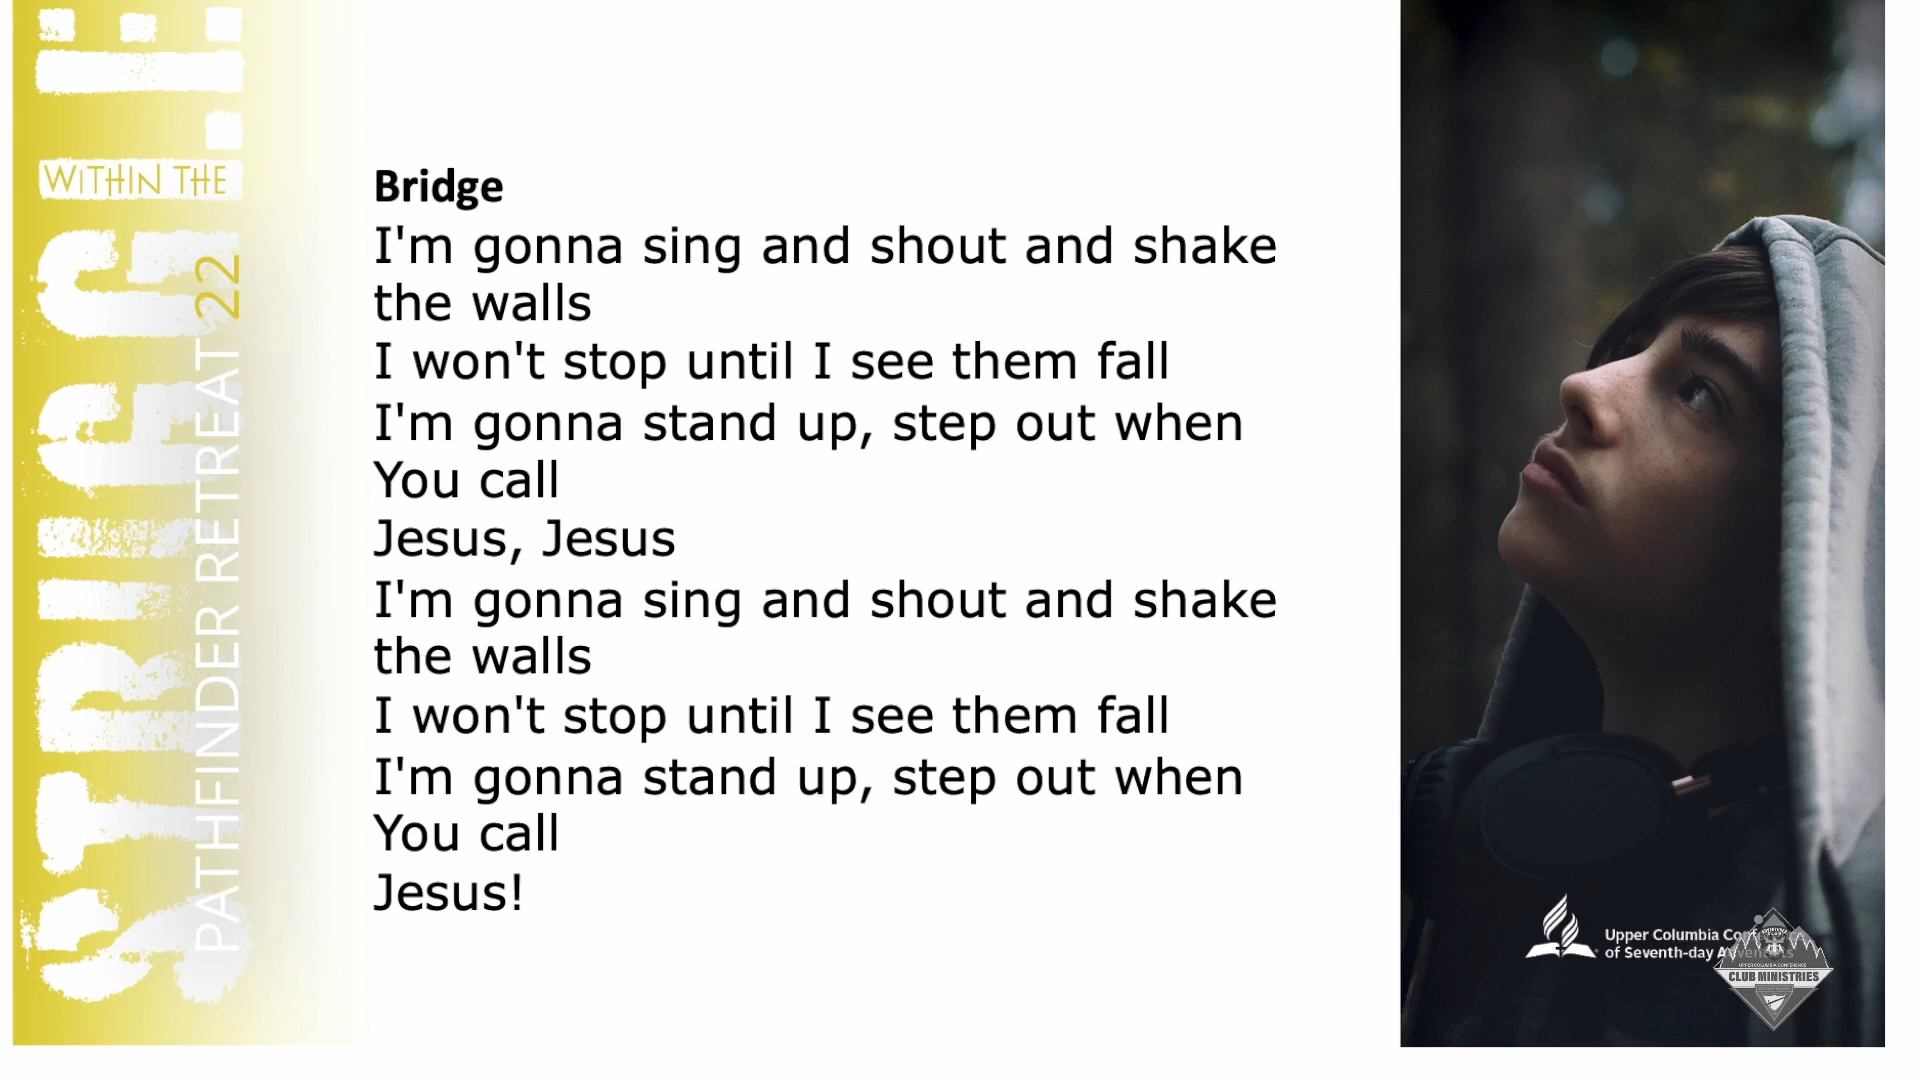 WITHIN THE
PATHFINDER RETREAT 22
Bridge
I'm gonna sing and shout and shake
the walls
I won't stop until I see them fall
I'm gonna stand up, step out when
You call
Jesus, Jesus
I'm gonna sing and shout and shake
the walls
I won't stop until I see them fall
I'm gonna stand up, step out when
You call
Jesus!
Upper Columbia
of Seventh-day
UPPER COLUMBIA CONFERENCE
CLUB MINISTRIES